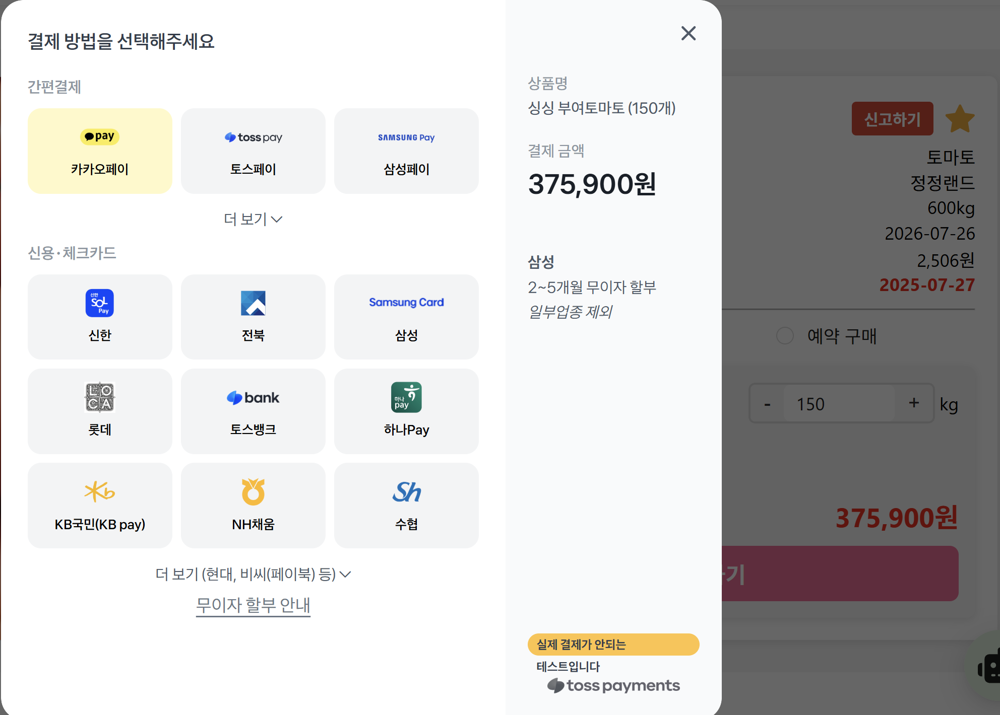 결제 방법을 선택해주세요
간편결제
pay
카카오페이
toss pay
토스페이
SAMSUNG Pay
삼성페이
더 보기
신용·체크카드
신한 SOL Pay
신한
전북
Samsung Card
삼성
LOCA
롯데
bank
토스뱅크
하나 pay
하나Pay
Kb
KB국민(KB pay)
NH채움
Sh
수협
더 보기 (현대, 비씨(페이북) 등)
무이자 할부 안내
상품명
싱싱 부여토마토 (150개)
결제 금액
375,900원
삼성
2~5개월 무이자 할부
일부업종 제외
실제 결제가 안되는
테스트입니다
toss payments
신고하기
토마토
정정랜드
600kg
2026-07-26
2,506원
2025-07-27
예약 구매
- 150 + kg
375,900원
기